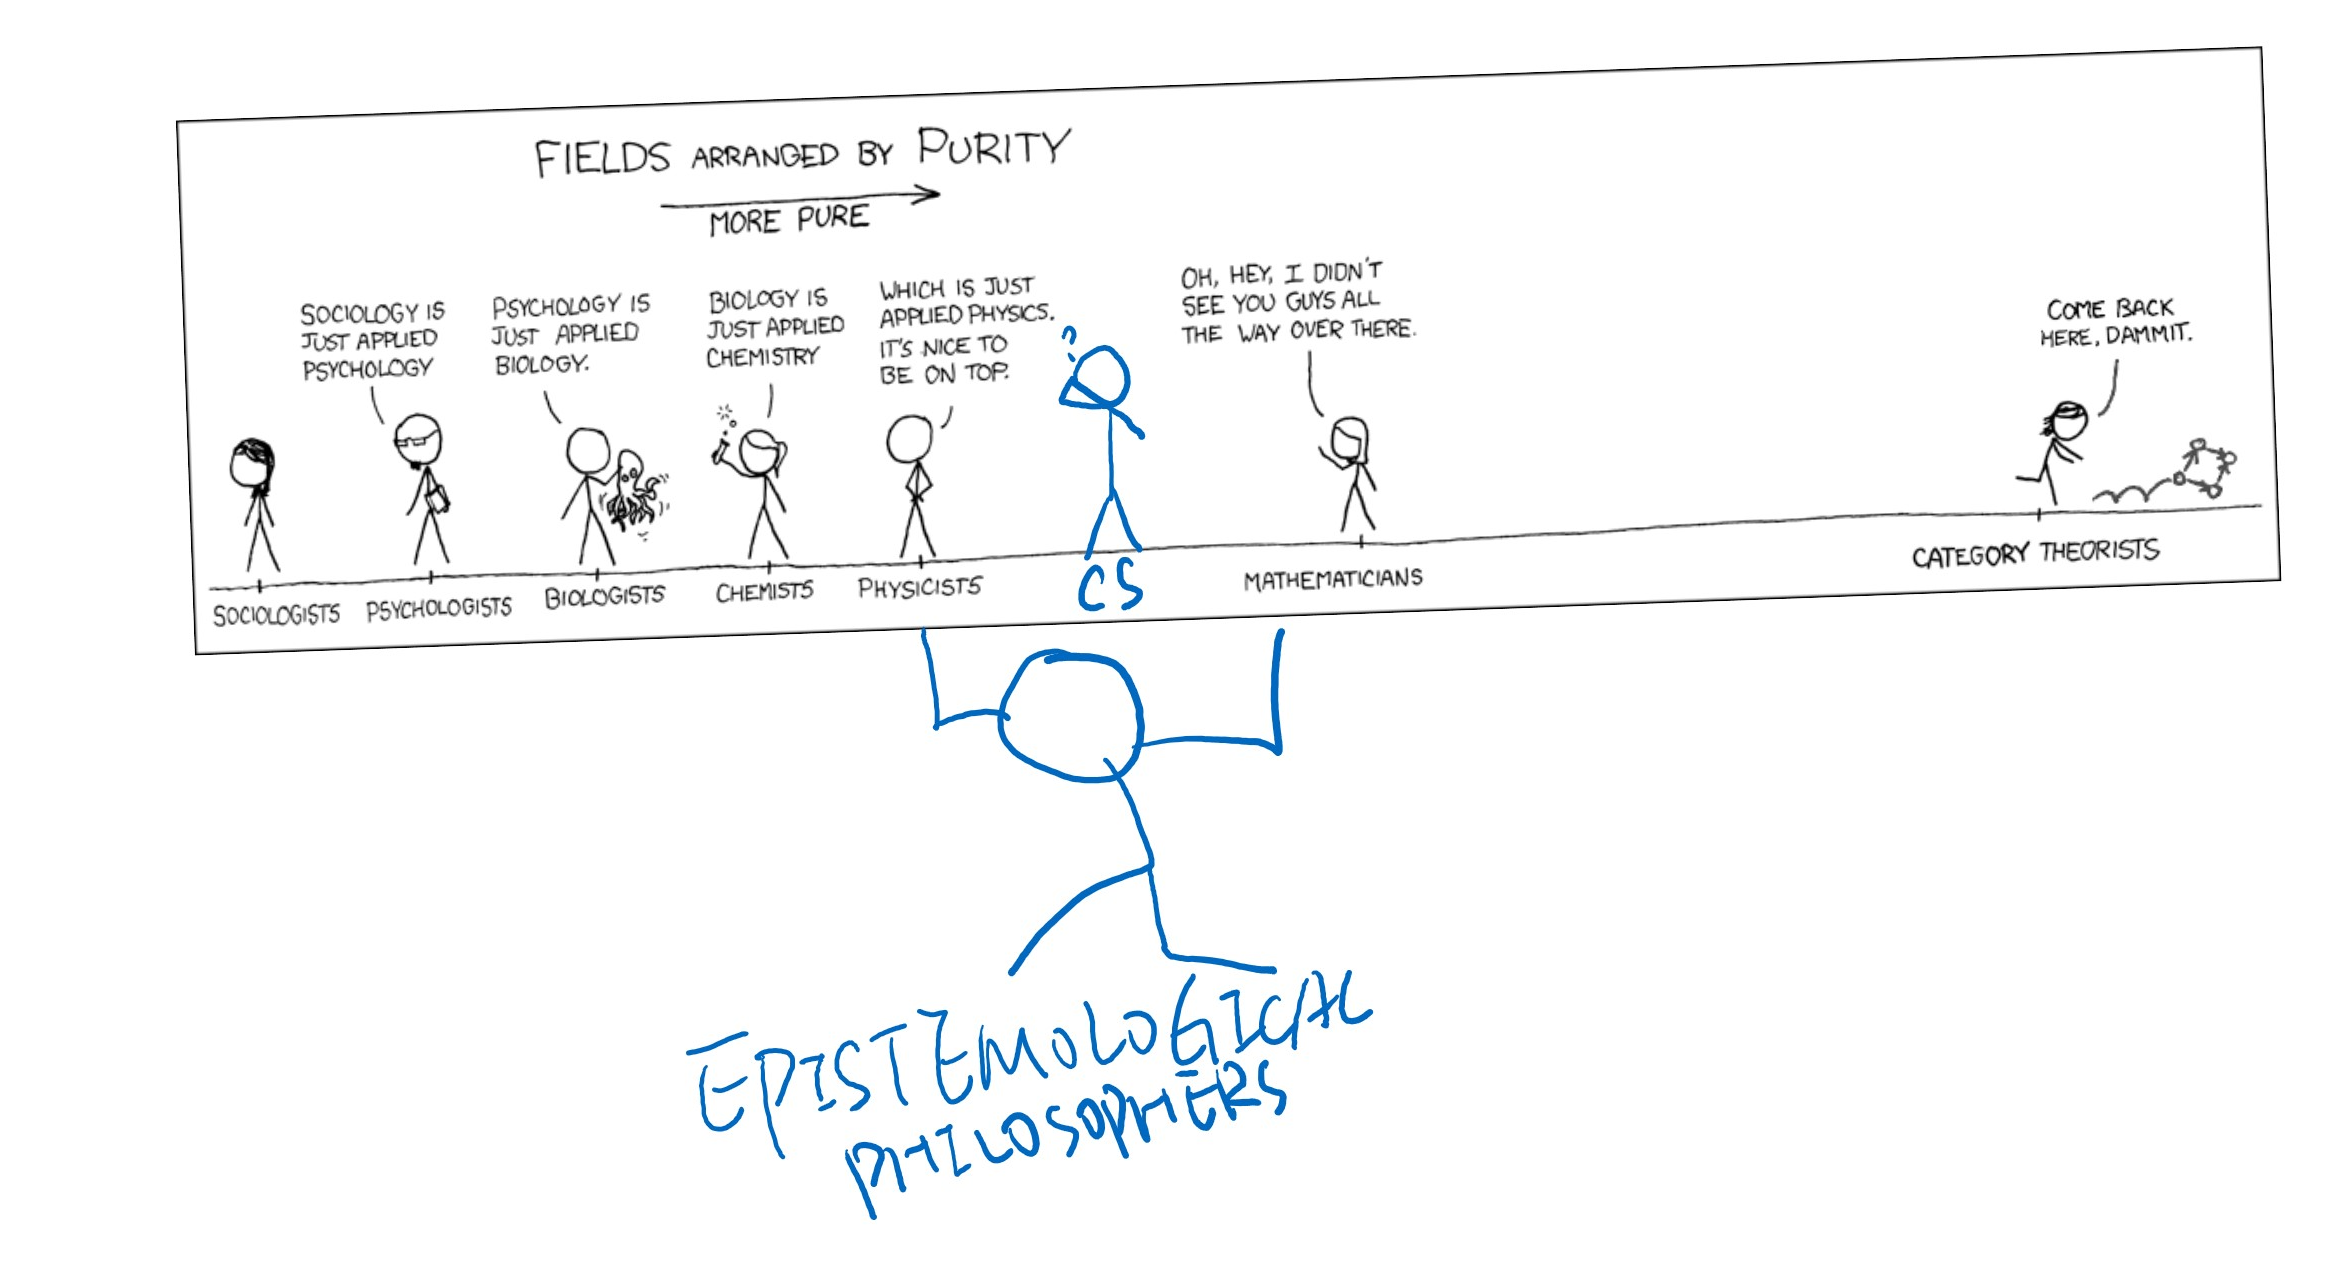 FIELDS ARRANGED BY PURITY
MORE PURE
SOCIOLOGY IS
JUST APPLIED
PSYCHOLOGY
PSYCHOLOGY IS
JUST APPLIED
BIOLOGY.
BIOLOGY IS
JUST APPLIED
CHEMISTRY
WHICH IS JUST
APPLIED PHYSICS.
IT'S NICE TO
BE ON TOP.
?
OH, HEY, I DIDN'T
SEE YOU GUYS ALL
THE WAY OVER THERE.
COME BACK
HERE, DAMMIT.
SOCIOLOGISTS
PSYCHOLOGISTS
BIOLOGISTS
CHEMISTS
PHYSICISTS
CS
MATHEMATICIANS
CATEGORY THEORISTS
EPISTEMOLOGICAL
PHILOSOPHERS